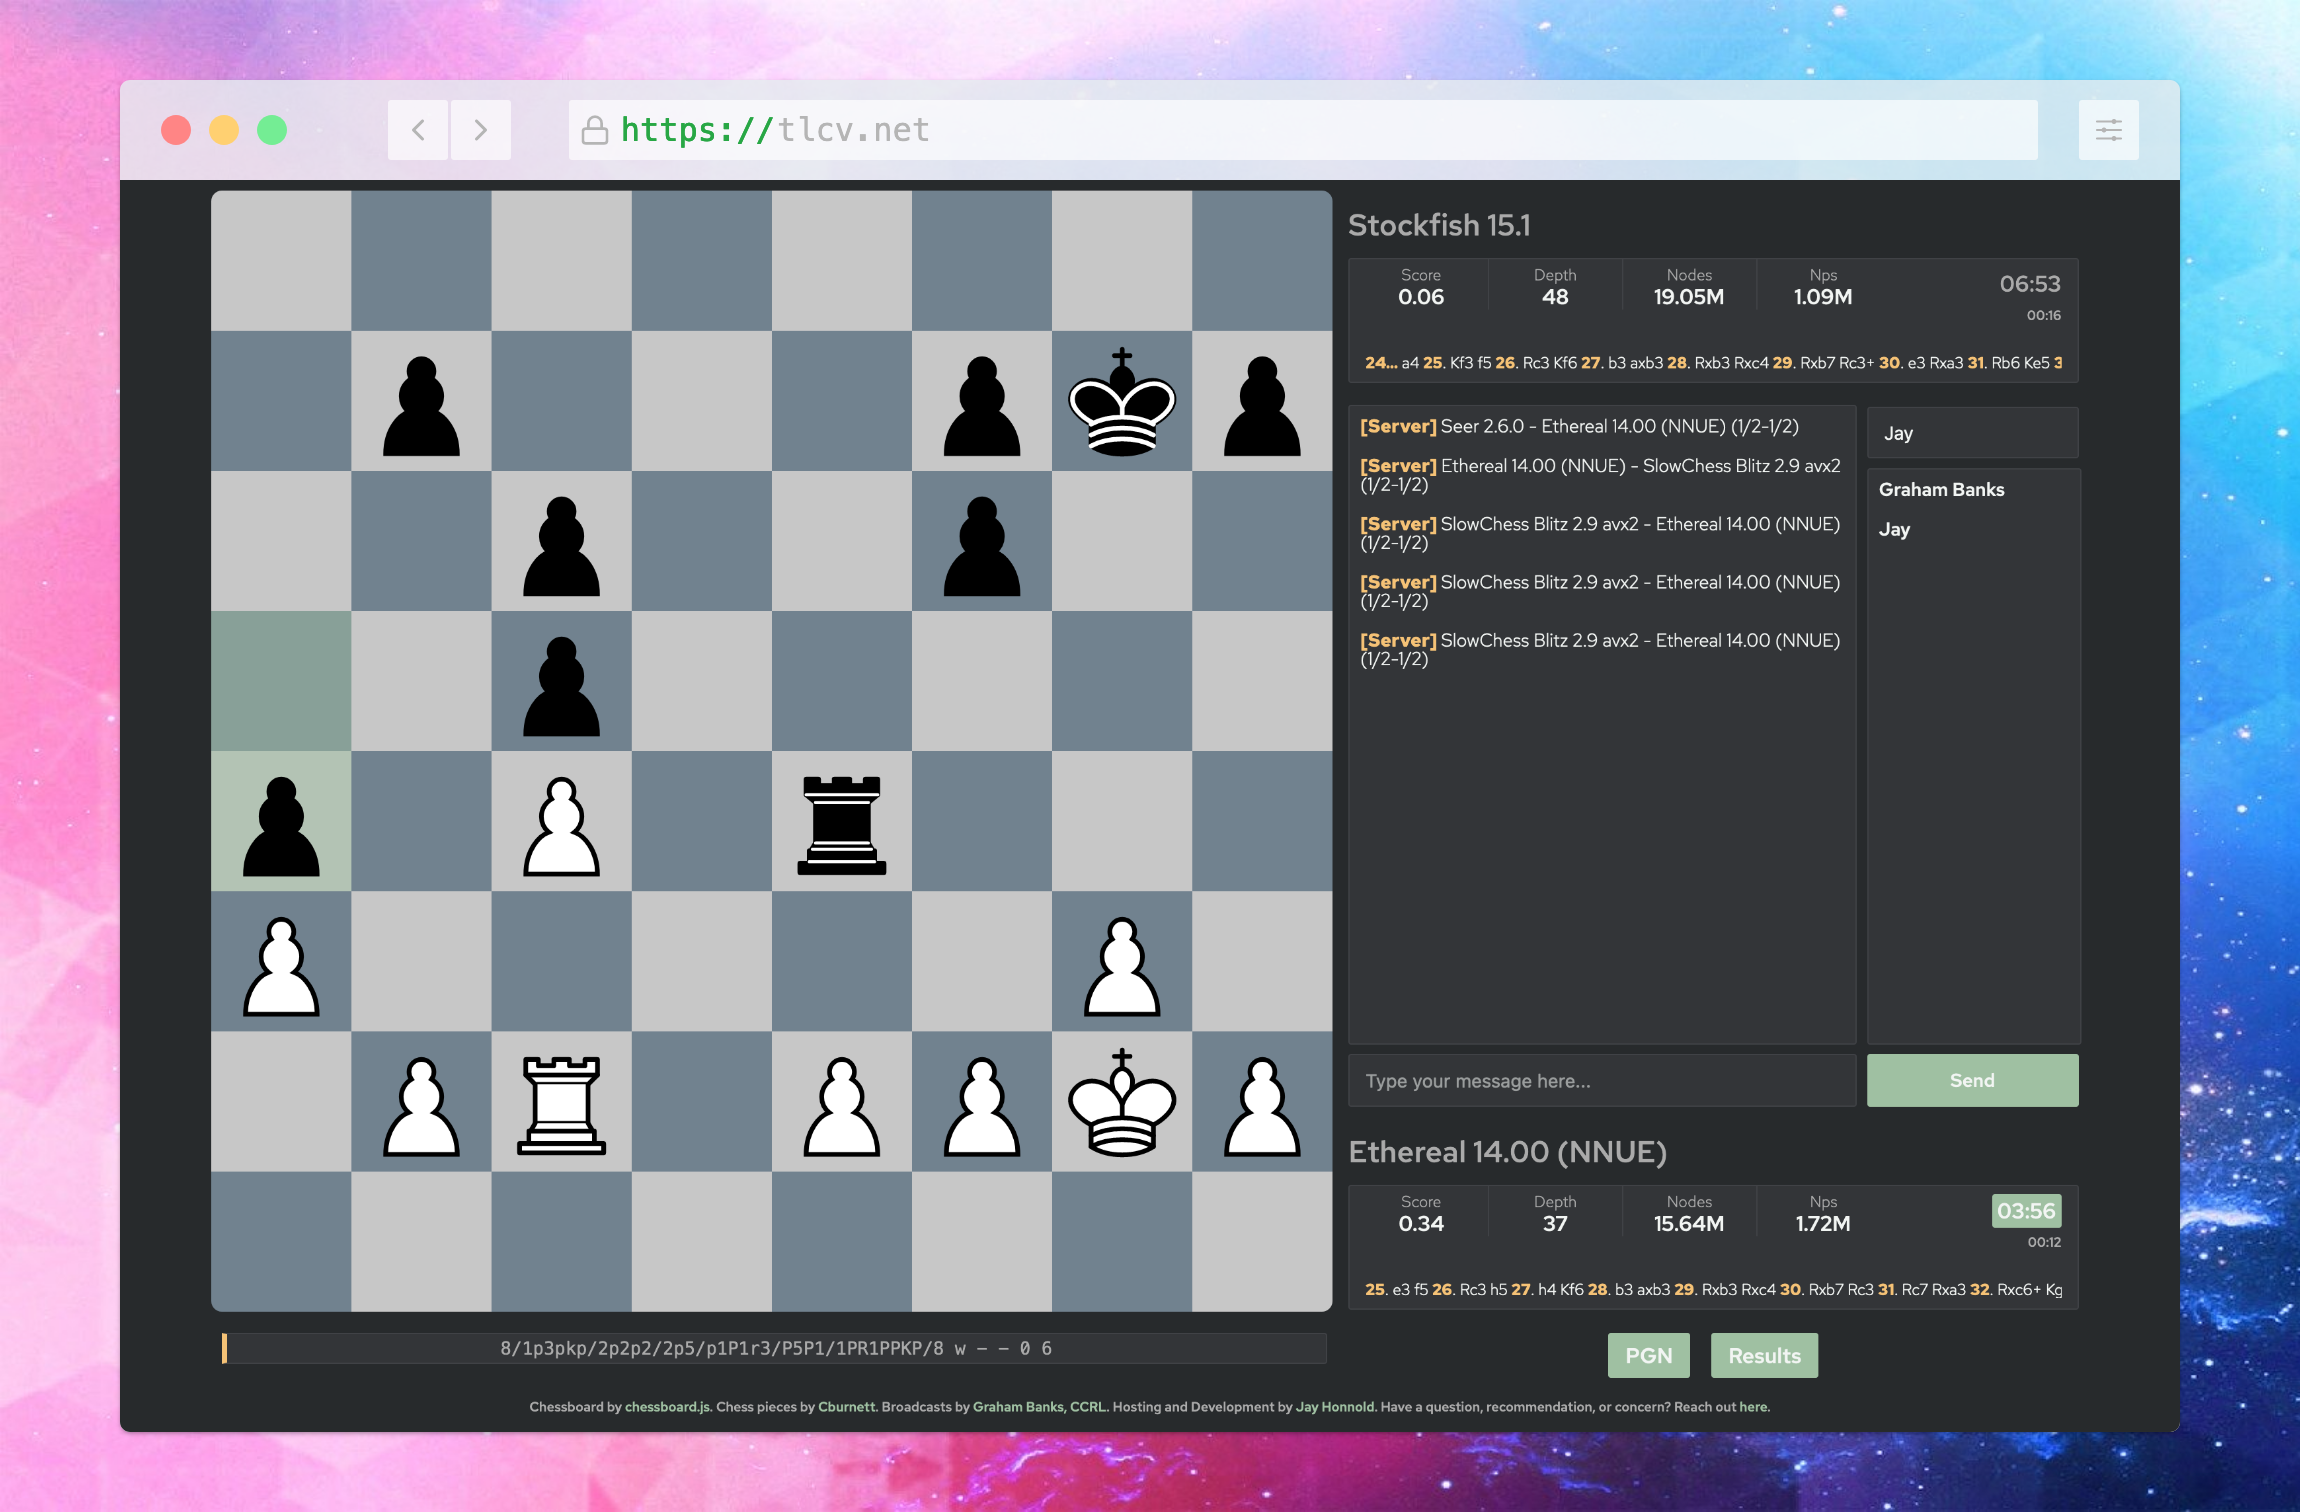 https://tlcv.net
Stockfish 15.1
Score
0.06
Depth
48
Nodes
19.05M
Nps
1.09M
06:53
00:16
24... a4 25. Kf3 f5 26. Rc3 Kf6 27. b3 axb3 28. Rxb3 Rxc4 29. Rxb7 Rc3+ 30. e3 Rxa3 31. Rb6 Ke5 3
[Server] Seer 2.6.0 - Ethereal 14.00 (NNUE) (1/2-1/2)
[Server] Ethereal 14.00 (NNUE) - SlowChess Blitz 2.9 avx2
(1/2-1/2)
[Server] SlowChess Blitz 2.9 avx2 - Ethereal 14.00 (NNUE)
(1/2-1/2)
[Server] SlowChess Blitz 2.9 avx2 - Ethereal 14.00 (NNUE)
(1/2-1/2)
[Server] SlowChess Blitz 2.9 avx2 - Ethereal 14.00 (NNUE)
(1/2-1/2)
Jay
Graham Banks
Jay
Type your message here...
Send
Ethereal 14.00 (NNUE)
Score
0.34
Depth
37
Nodes
15.64M
Nps
1.72M
03:56
00:12
25. e3 f5 26. Rc3 h5 27. h4 Kf6 28. b3 axb3 29. Rxb3 Rxc4 30. Rxb7 Rc3 31. Rc7 Rxa3 32. Rxc6+ Kg
8/1p3pkp/2p2p2/2p5/p1P1r3/P5P1/1PR1PPKP/8 w - - 0 6
PGN
Results
Chessboard by chessboard.js. Chess pieces by Cburnett. Broadcasts by Graham Banks, CCRL. Hosting and Development by Jay Honnold. Have a question, recommendation, or concern? Reach out here.